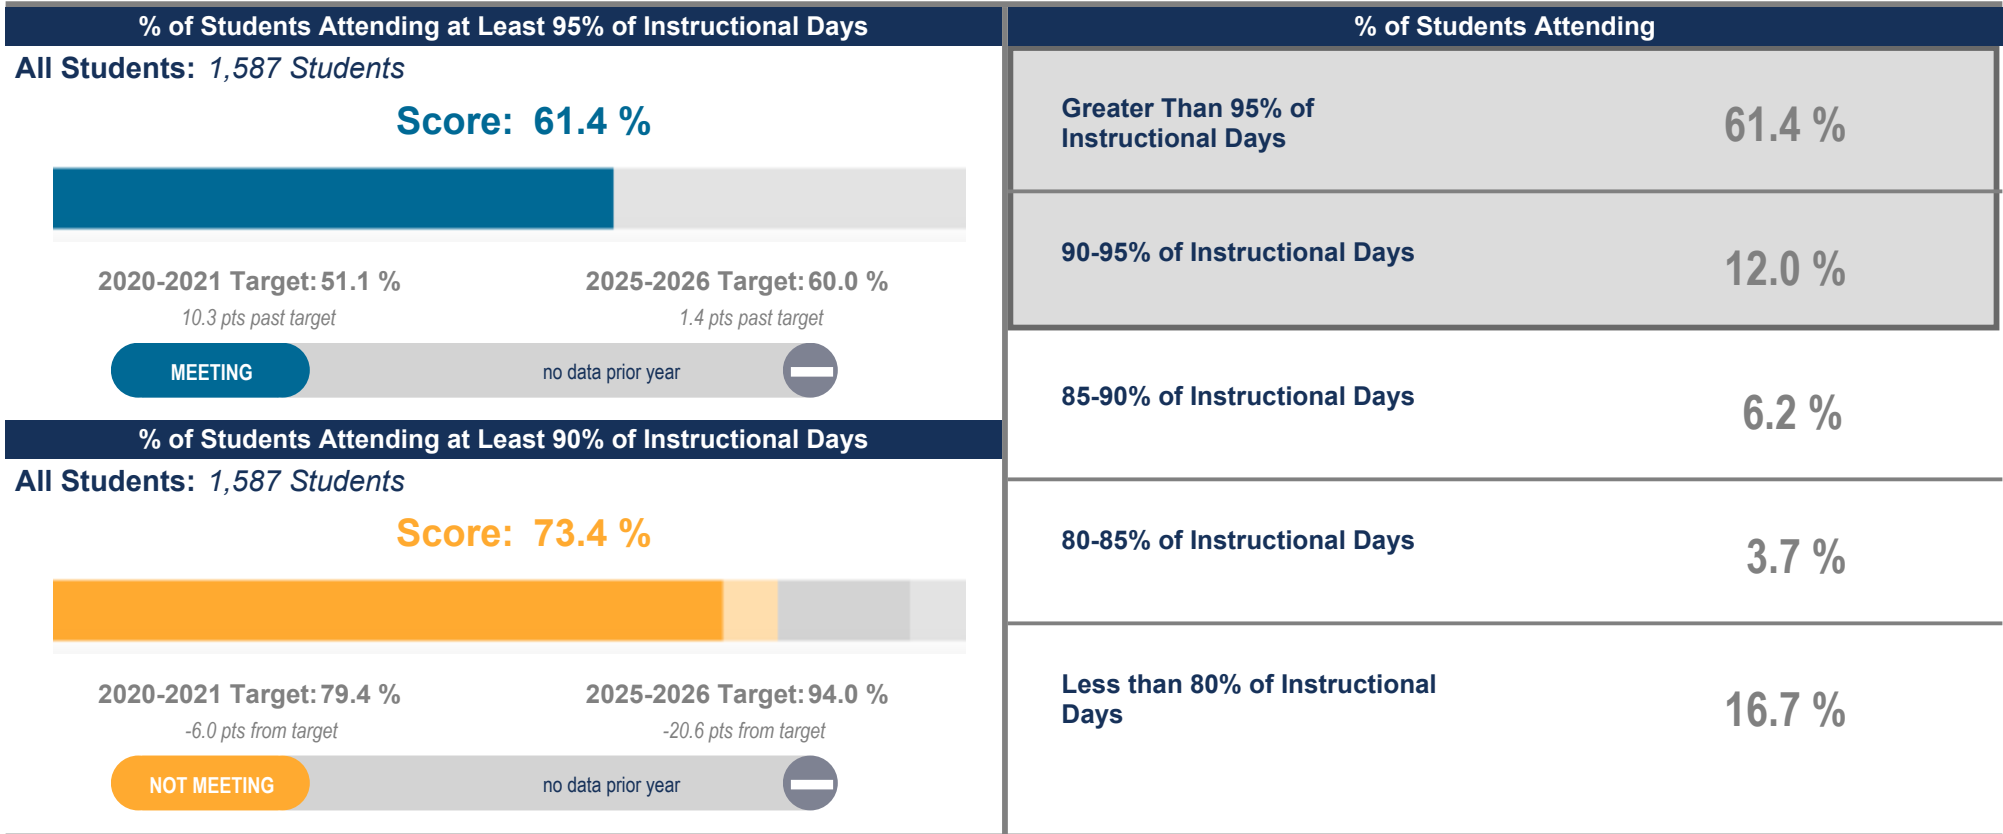 % of Students Attending at Least 95% of Instructional Days
All Students: 1,587 Students
Score: 61.4 %
2020-2021 Target: 51.1 %
10.3 pts past target
2025-2026 Target: 60.0 %
1.4 pts past target
MEETING
no data prior year
% of Students Attending at Least 90% of Instructional Days
All Students: 1,587 Students
Score: 73.4 %
2020-2021 Target: 79.4 %
-6.0 pts from target
2025-2026 Target: 94.0 %
-20.6 pts from target
NOT MEETING
no data prior year
% of Students Attending
Greater Than 95% of
Instructional Days
61.4 %
90-95% of Instructional Days
12.0 %
85-90% of Instructional Days
6.2 %
80-85% of Instructional Days
3.7 %
Less than 80% of Instructional
Days
16.7 %